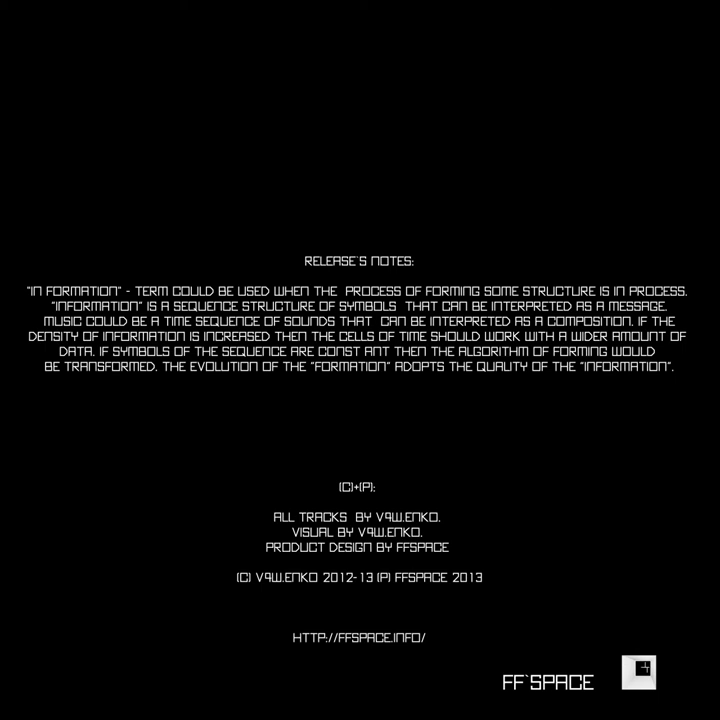 RELEASE`S NOTES:
"IN FORMATION" - TERM COULD BE USED WHEN THE PROCESS OF FORMING SOME STRUCTURE IS IN PROCESS.
"INFORMATION" IS A SEQUENCE STRUCTURE OF SYMBOLS THAT CAN BE INTERPRETED AS A MESSAGE.
MUSIC COULD BE A TIME SEQUENCE OF SOUNDS THAT CAN BE INTERPRETED AS A COMPOSITION. IF THE
DENSITY OF INFORMATION IS INCREASED THEN THE CELLS OF TIME SHOULD WORK WITH A WIDER AMOUNT OF
DATA. IF SYMBOLS OF THE SEQUENCE ARE CONST ANT THEN THE ALGORITHM OF FORMING WOULD
BE TRANSFORMED. THE EVOLUTION OF THE "FORMATION" ADOPTS THE QUALITY OF THE "INFORMATION".
(C)+(P):
ALL TRACKS BY V4W.ENKO.
VISUAL BY V4W.ENKO.
PRODUCT DESIGN BY FFSPACE
(C) V4W.ENKO 2012-13 (P) FFSPACE 2013
HTTP://FFSPACE.INFO/
FF`SPACE